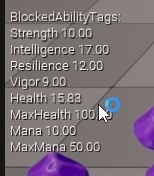 BlockedAbilityTags:
Strength 10.00
Intelligence 17.00
Resilience 12.00
Vigor 9.00
Health 15.83
MaxHealth 100.
Mana 10.00
MaxMana 50.00